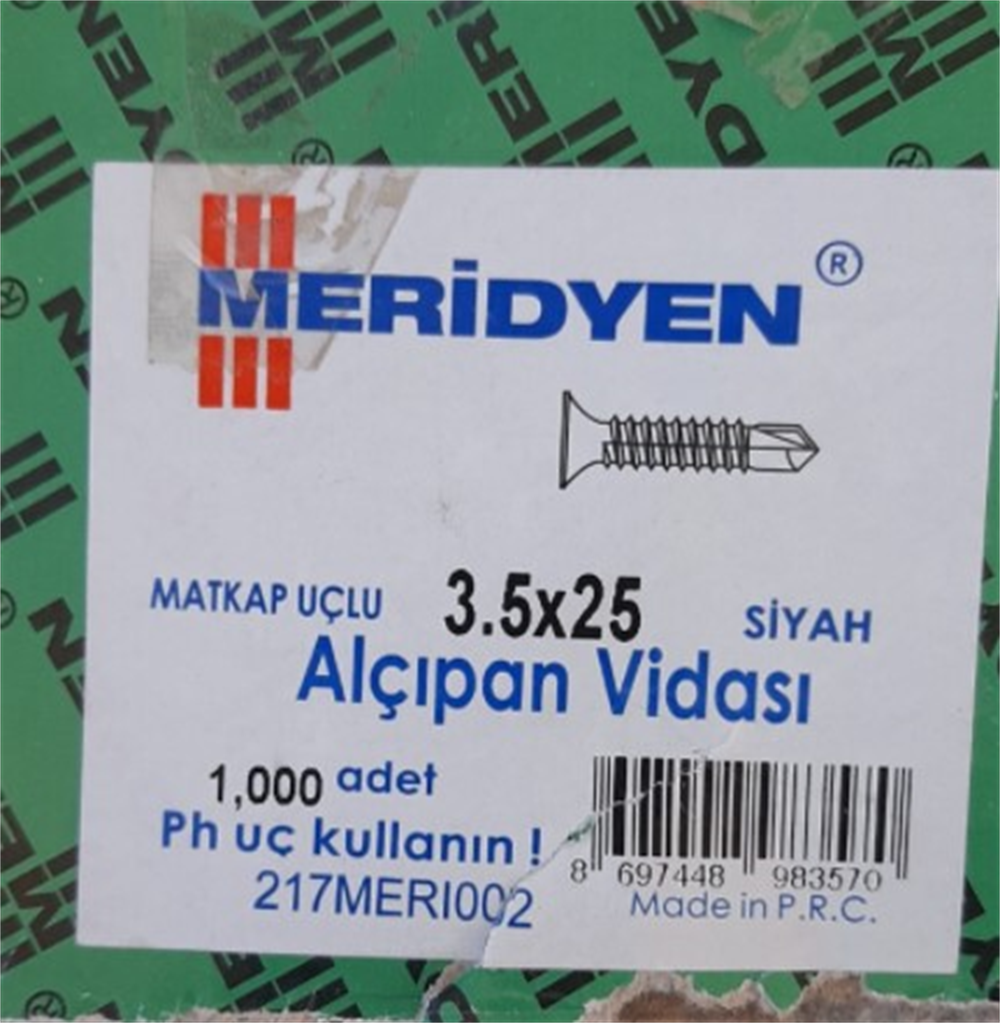 MERİDYEN ®
MATKAP UÇLU 3.5x25 SİYAH
Alçıpan Vidası
1,000 adet
Ph uç kullanın !
217MERI002
8 697448 983570
Made in P.R.C.